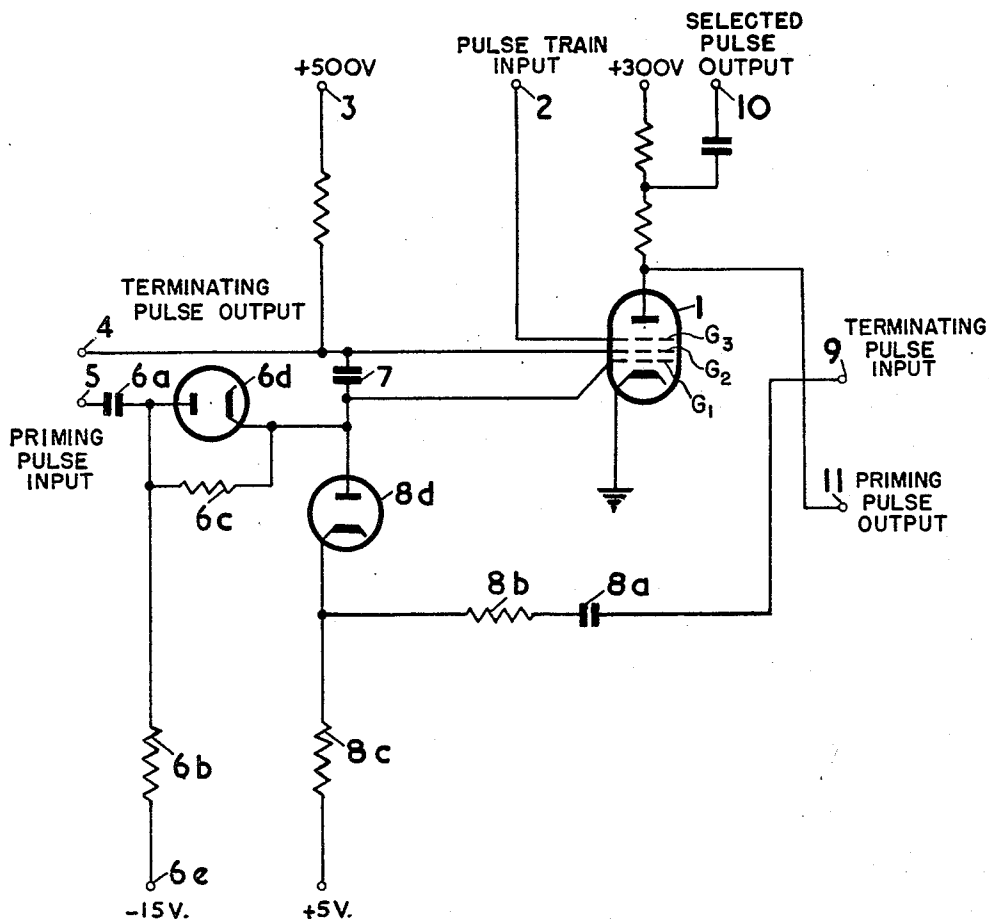 SELECTED
PULSE
OUTPUT
PULSE TRAIN
INPUT
+500V
+300V
3
2
10
TERMINATING
PULSE OUTPUT
4
1
G3
G2
G1
TERMINATING
PULSE
INPUT
9
5
6a
6d
7
PRIMING
PULSE
INPUT
6c
8d
11
PRIMING
PULSE
OUTPUT
8b
8a
6b
8c
6e
-15V.
+5V.